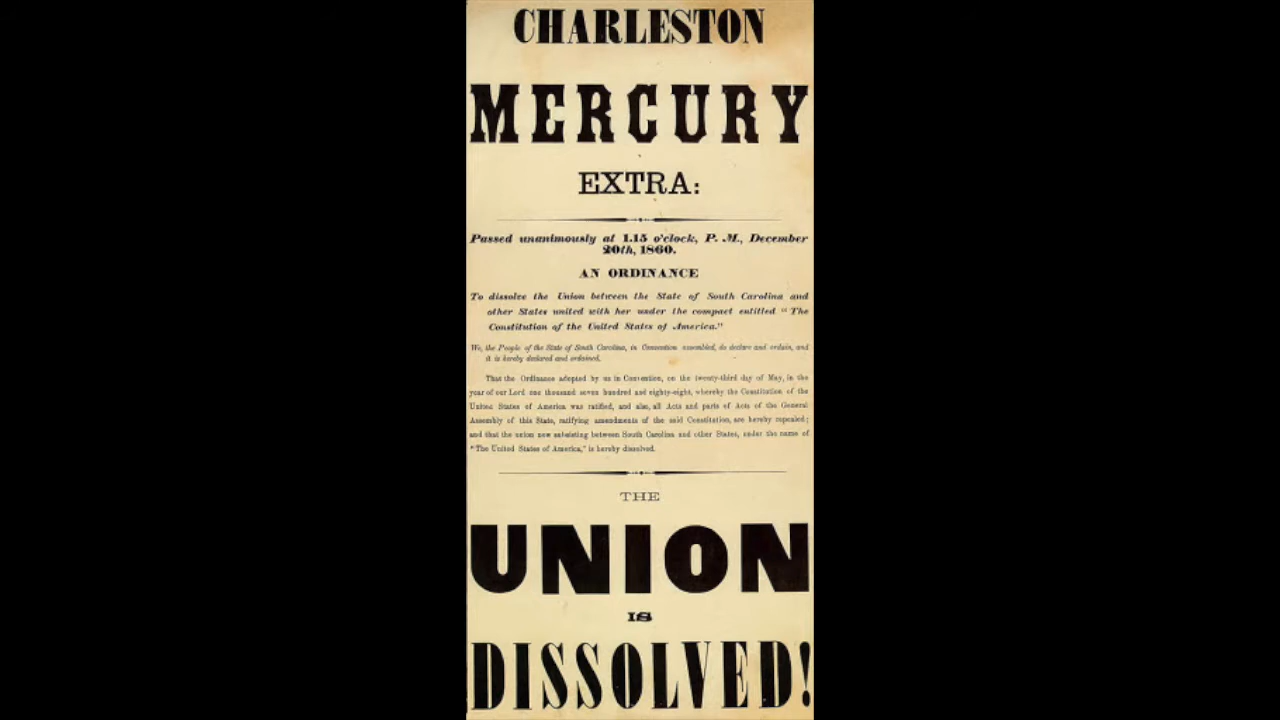 CHARLESTON
MERCURY
EXTRA:
Passed unanimously at 1.15 o'clock, P. M., December
20th, 1860.
AN ORDINANCE
To dissolve the Union between the State of South Carolina and
other States united with her under the compact entitled "The
Constitution of the United States of America."
We, the People of the State of South Carolina, in Convention assembled, do declare and ordain, and
it is hereby declared and ordained,
That the Ordinance adopted by us in Convention, on the twenty-third day of May, in the
year of our Lord one thousand seven hundred and eighty-eight, whereby the Constitution of the
United States of America was ratified, and also, all Acts and parts of Acts of the General
Assembly of this State, ratifying amendments of the said Constitution, are hereby repealed;
and that the union now subsisting between South Carolina and other States, under the name of
"The United States of America," is hereby dissolved.
THE
UNION
IS
DISSOLVED!